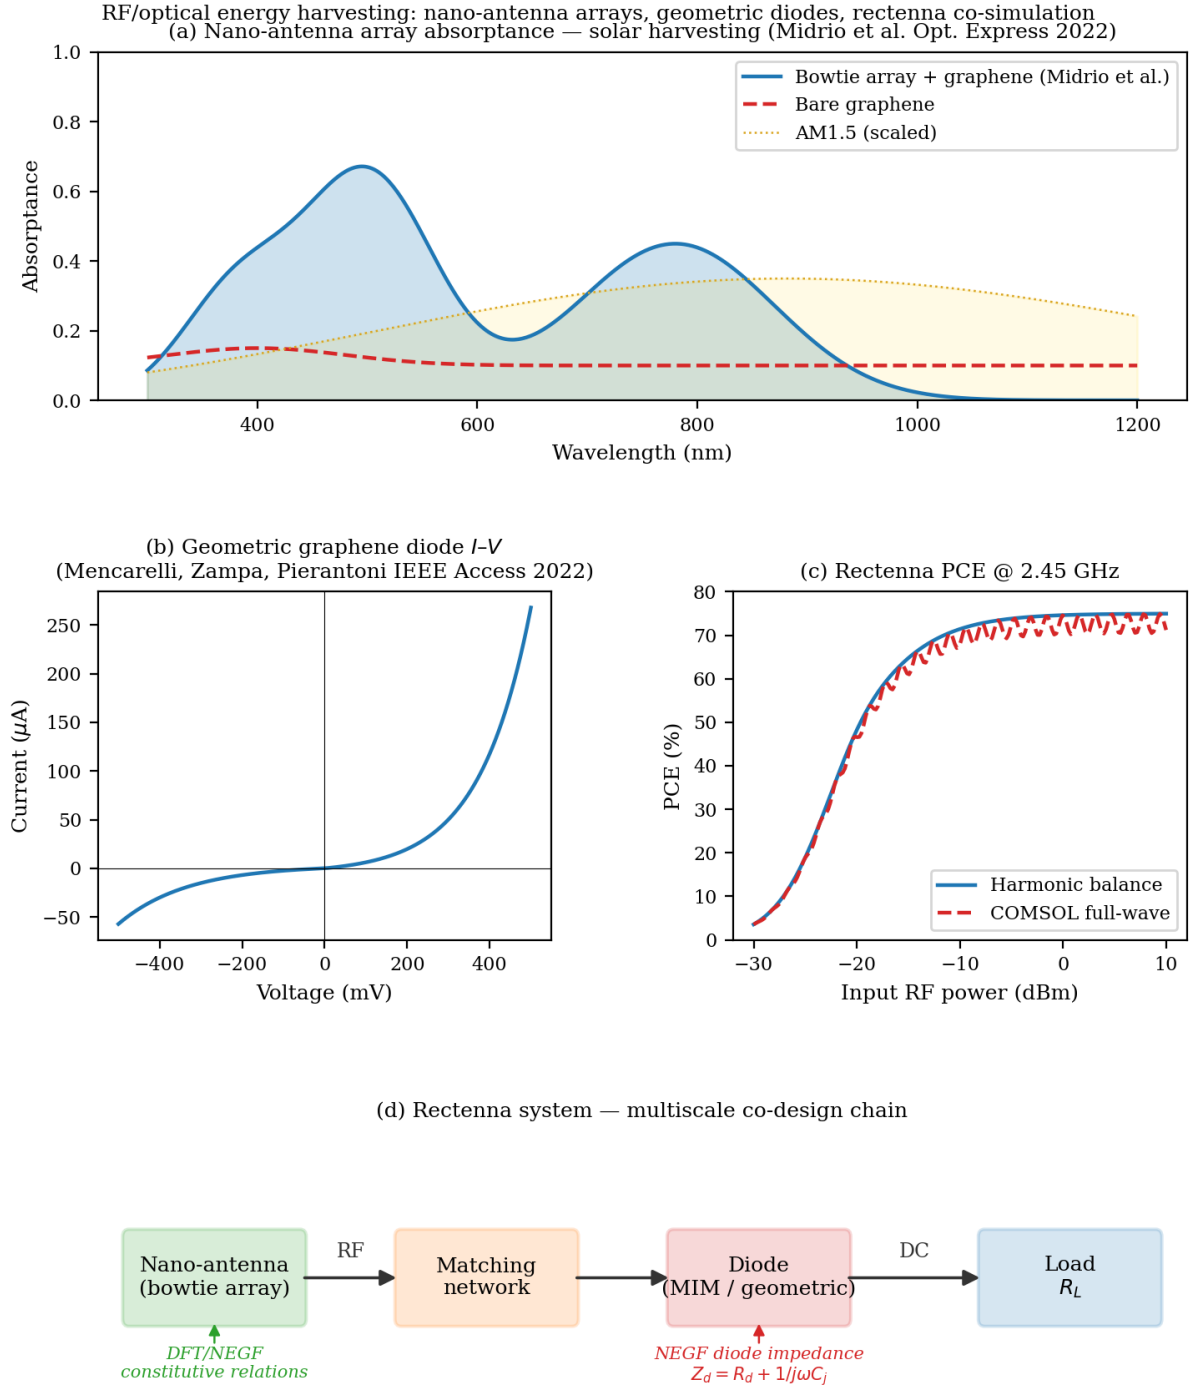 RF/optical energy harvesting: nano-antenna arrays, geometric diodes, rectenna co-simulation
(a) Nano-antenna array absorptance — solar harvesting (Midrio et al. Opt. Express 2022)
Bowtie array + graphene (Midrio et al.)
Bare graphene
AM1.5 (scaled)
Absorptance
1.0
0.8
0.6
0.4
0.2
0.0
400 600 800 1000 1200
Wavelength (nm)
(b) Geometric graphene diode I–V
(Mencarelli, Zampa, Pierantoni IEEE Access 2022)
Current (μA)
250
200
150
100
50
0
−50
−400 −200 0 200 400
Voltage (mV)
(c) Rectenna PCE @ 2.45 GHz
PCE (%)
80
70
60
50
40
30
20
10
0
Harmonic balance
COMSOL full-wave
−30 −20 −10 0 10
Input RF power (dBm)
(d) Rectenna system — multiscale co-design chain
Nano-antenna
(bowtie array)
RF
Matching
network
Diode
(MIM / geometric)
DC
Load
R_L
DFT/NEGF
constitutive relations
NEGF diode impedance
Z_d = R_d + 1/jωC_j